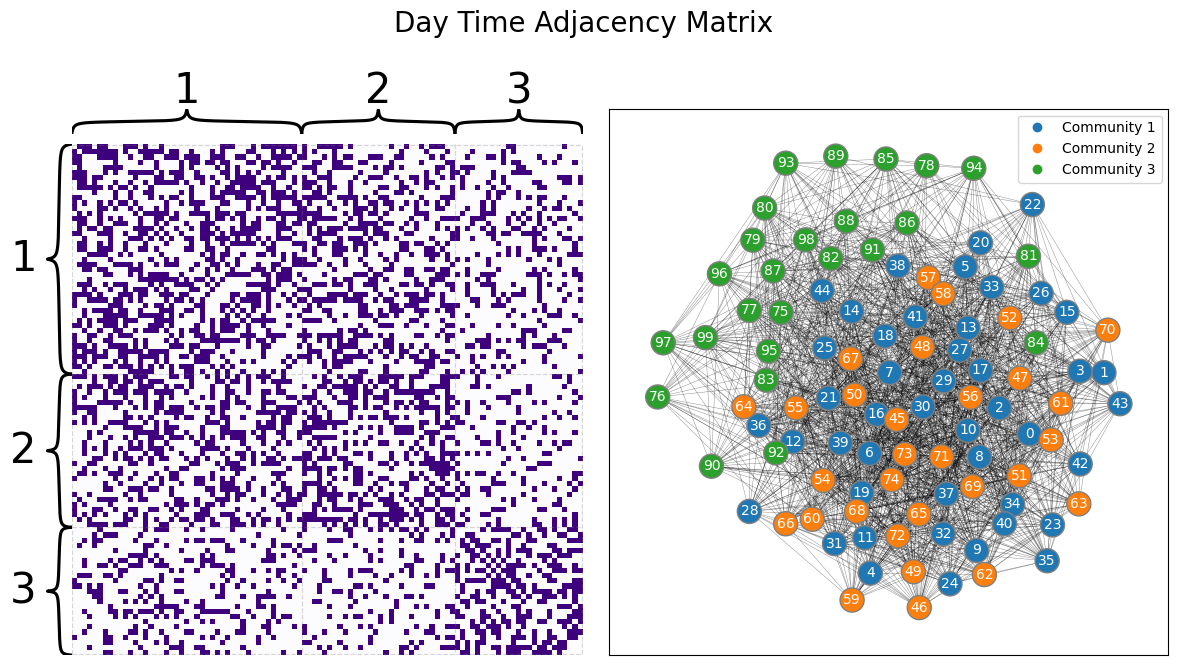 Day Time Adjacency Matrix
1 2 3
1
2
3
Community 1
Community 2
Community 3
93 89 85 78 94
22
80 88 86
79 98 82 91 20
81
38 5
96 87 57
44 58 33 26
77 75 14 41 52 15
13 70
97 99 18
25 95 67 48 27 84
7 17 3 1
83 29 47
76 21 50 56 43
64 55 16 30 2 61
36 45
12 39 10 0 53
92 6 73 71 8
90 42
54 74 51
19 37 69
28 68 34 63
66 60 65 40 23
31 11 72 32
9 35
4 49 62
24
59 46